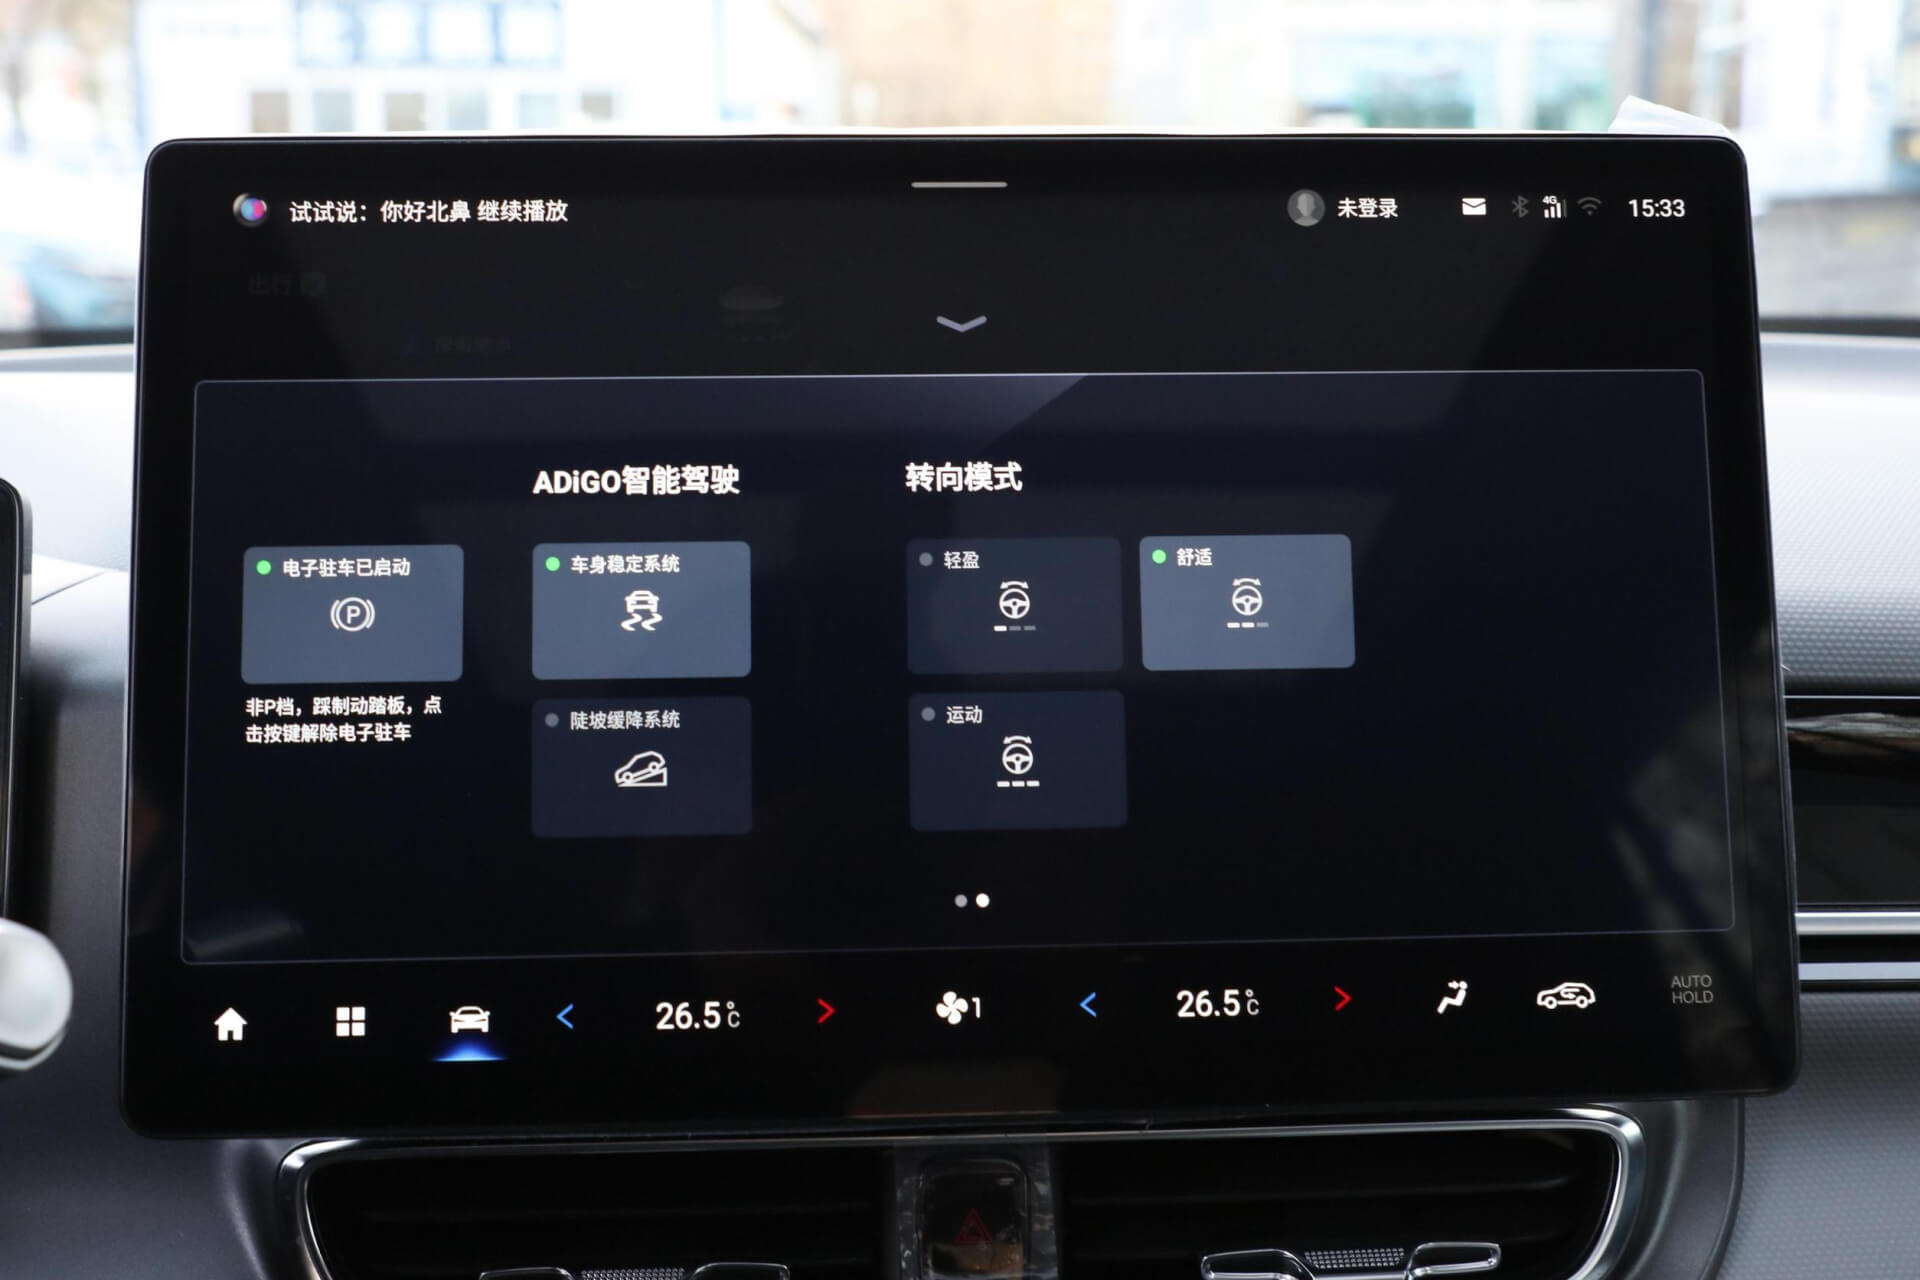 试试说：你好北鼻 继续播放
未登录
4G
15:33
出行
ADiGO智能驾驶
转向模式
电子驻车已启动
车身稳定系统
轻盈
舒适
非P档，踩制动踏板，点
击按键解除电子驻车
陡坡缓降系统
运动
26.5℃
1
26.5℃
AUTO
HOLD